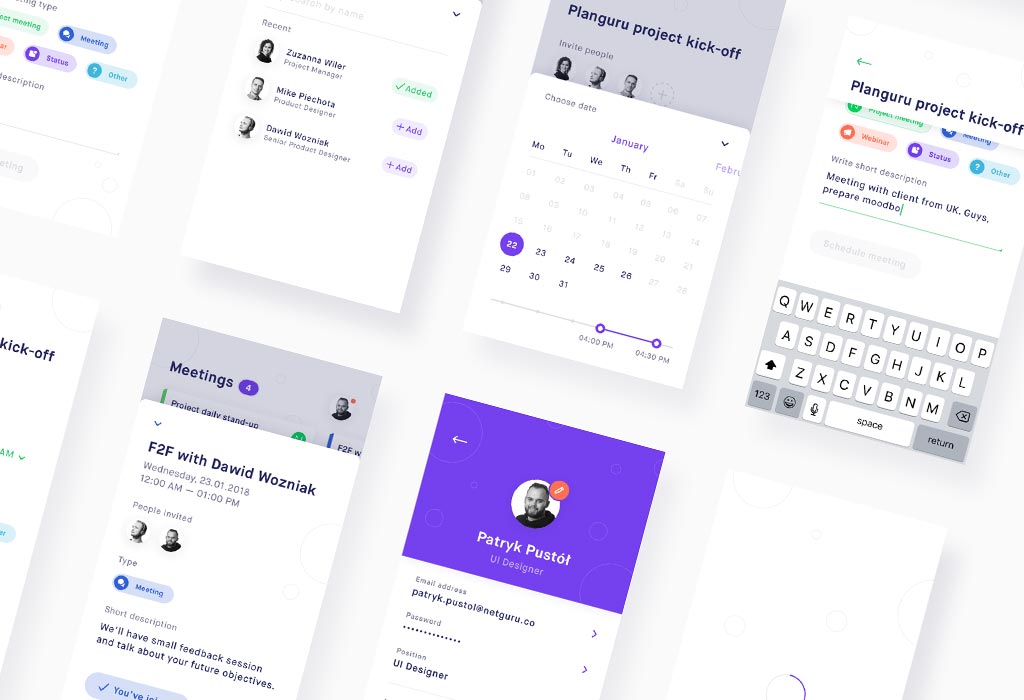 meeting type
Project meeting
Meeting
Status
Other
description
search by name
Recent
Zuzanna Wiler
Project Manager
Added
Mike Piechota
Product Designer
+ Add
Dawid Wozniak
Senior Product Designer
+ Add
Planguru project kick-off
Invite people
Choose date
January
Mo Tu We Th Fr Sa Su
01 02 03 04 05 06 07
08 09 10 11 12 13 14
15 16 17 18 19 20 21
22 23 24 25 26 27 28
29 30 31
04:00 PM 04:30 PM
Planguru project kick-off
Project meeting
Meeting
Webinar
Status
Other
Write short description
Meeting with client from UK. Guys,
prepare moodbo
Schedule meeting
Q W E R T Y U I O P
A S D F G H J K L
Z X C V B N M
123 space return
kick-off
AM
Meetings 4
Project daily stand-up
F2F w
F2F with Dawid Wozniak
Wednesday, 23.01.2018
12:00 AM — 01:00 PM
People invited
Type
Meeting
Short description
We'll have small feedback session
and talk about your future objectives.
You've joi
Patryk Pustół
UI Designer
Email address
patryk.pustol@netguru.co
Password
•••••••••••••
Position
UI Designer